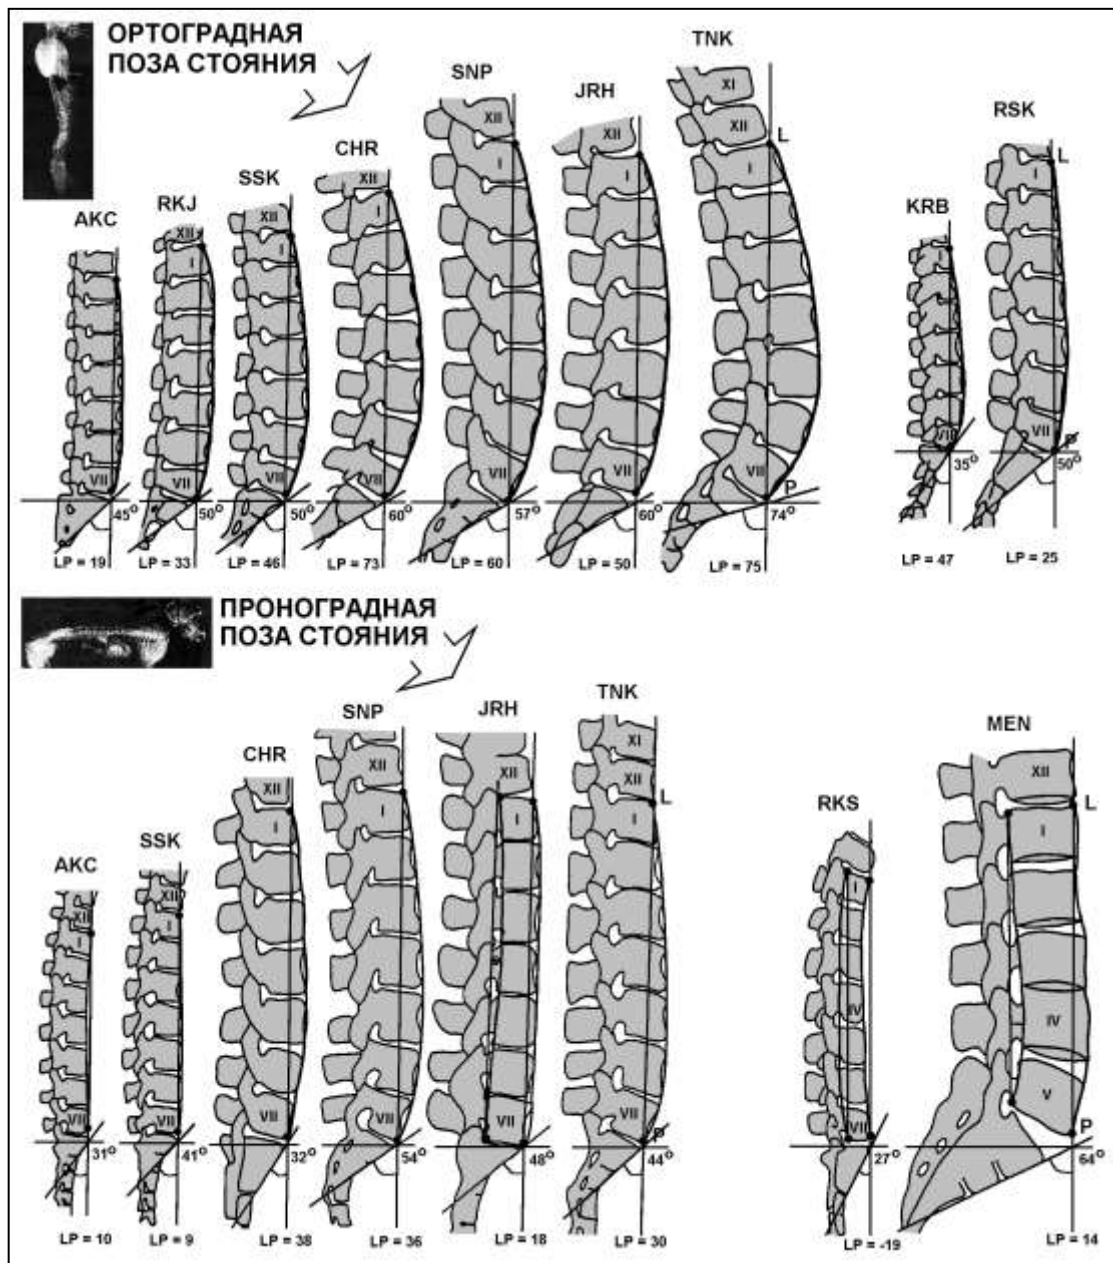 ОРТОГРАДНАЯ
ПОЗА СТОЯНИЯ
AKC
RKJ
SSK
CHR
SNP
JRH
TNK
KRB
RSK
XII
XII
XII
XII
XII
XI
XII
L
L
I
I
I
I
I
I
I
I
VII
VII
VII
VII
VII
VII
VII
VII
VII
P
P
45°
50°
50°
60°
57°
60°
74°
35°
50°
LP = 19
LP = 33
LP = 46
LP = 73
LP = 60
LP = 50
LP = 75
LP = 47
LP = 25
ПРОНОГРАДНАЯ
ПОЗА СТОЯНИЯ
AKC
SSK
CHR
SNP
JRH
TNK
RKS
MEN
XII
XII
XII
XII
XII
XI
XII
XII
L
L
I
I
I
I
I
I
I
I
IV
IV
V
VII
VII
VII
VII
VII
VII
VII
P
P
31°
41°
32°
54°
48°
44°
27°
64°
LP = 10
LP = 9
LP = 38
LP = 36
LP = 18
LP = 30
LP = -19
LP = 14